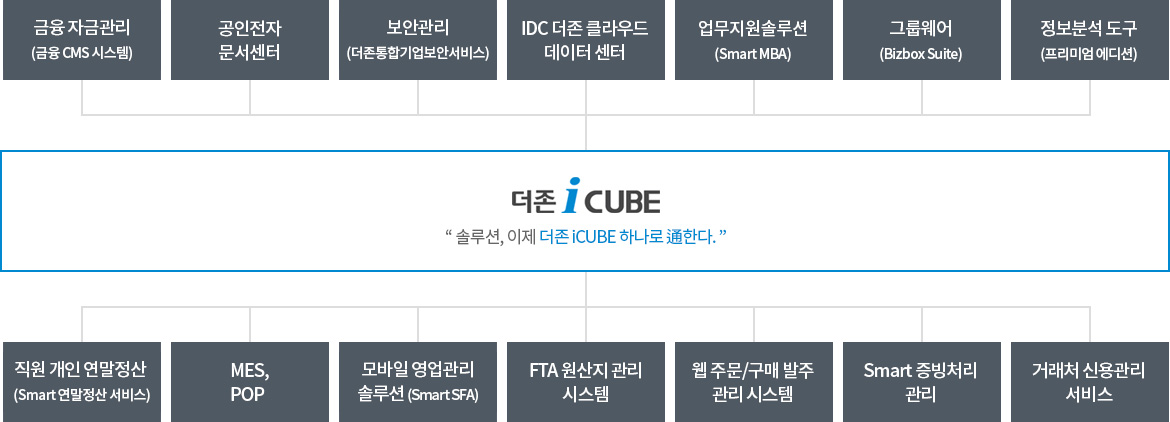 금융 자금관리
(금융 CMS 시스템)
공인전자
문서센터
보안관리
(더존통합기업보안서비스)
IDC 더존 클라우드
데이터 센터
업무지원솔루션
(Smart MBA)
그룹웨어
(Bizbox Suite)
정보분석 도구
(프리미엄 에디션)
더존 iCUBE
“ 솔루션, 이제 더존 iCUBE 하나로 通한다. ”
직원 개인 연말정산
(Smart 연말정산 서비스)
MES,
POP
모바일 영업관리
솔루션 (Smart SFA)
FTA 원산지 관리
시스템
웹 주문/구매 발주
관리 시스템
Smart 증빙처리
관리
거래처 신용관리
서비스